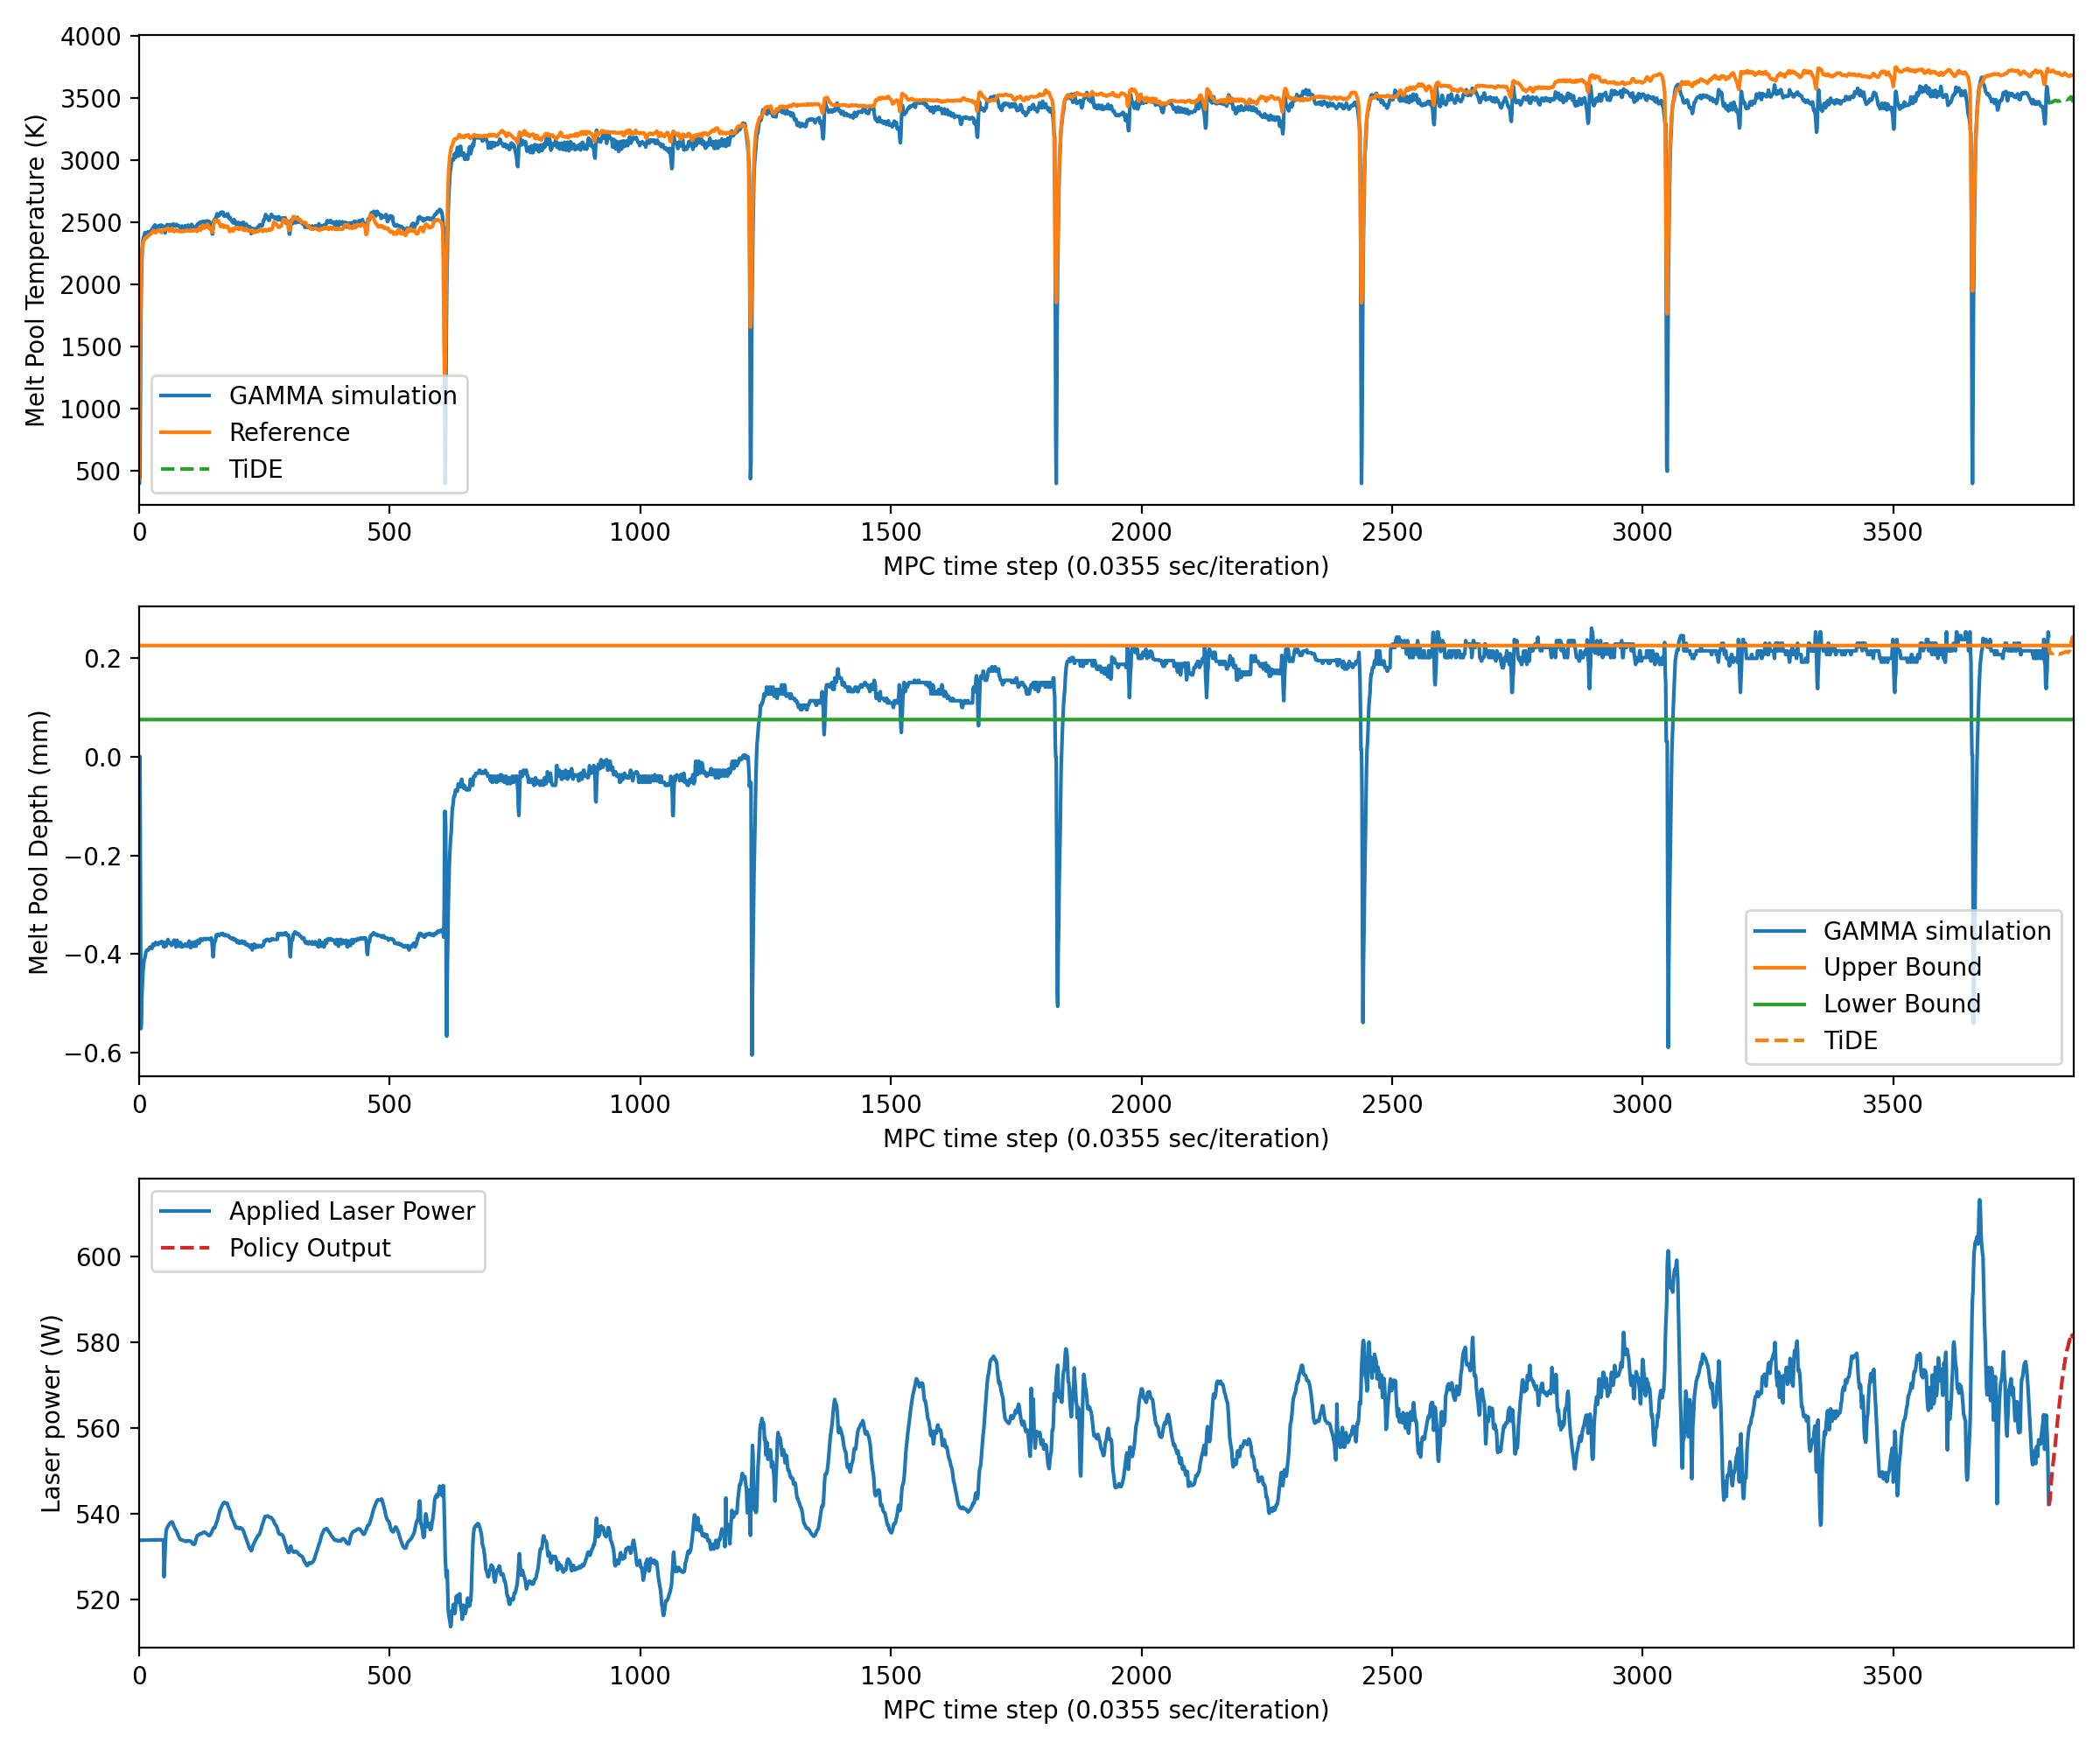 4000
3500
3000
2500
2000
1500
1000
500
Melt Pool Temperature (K)
GAMMA simulation
Reference
TiDE
0 500 1000 1500 2000 2500 3000 3500
MPC time step (0.0355 sec/iteration)
0.2
0.0
−0.2
−0.4
−0.6
Melt Pool Depth (mm)
GAMMA simulation
Upper Bound
Lower Bound
TiDE
0 500 1000 1500 2000 2500 3000 3500
MPC time step (0.0355 sec/iteration)
Applied Laser Power
Policy Output
600
580
560
540
520
Laser power (W)
0 500 1000 1500 2000 2500 3000 3500
MPC time step (0.0355 sec/iteration)